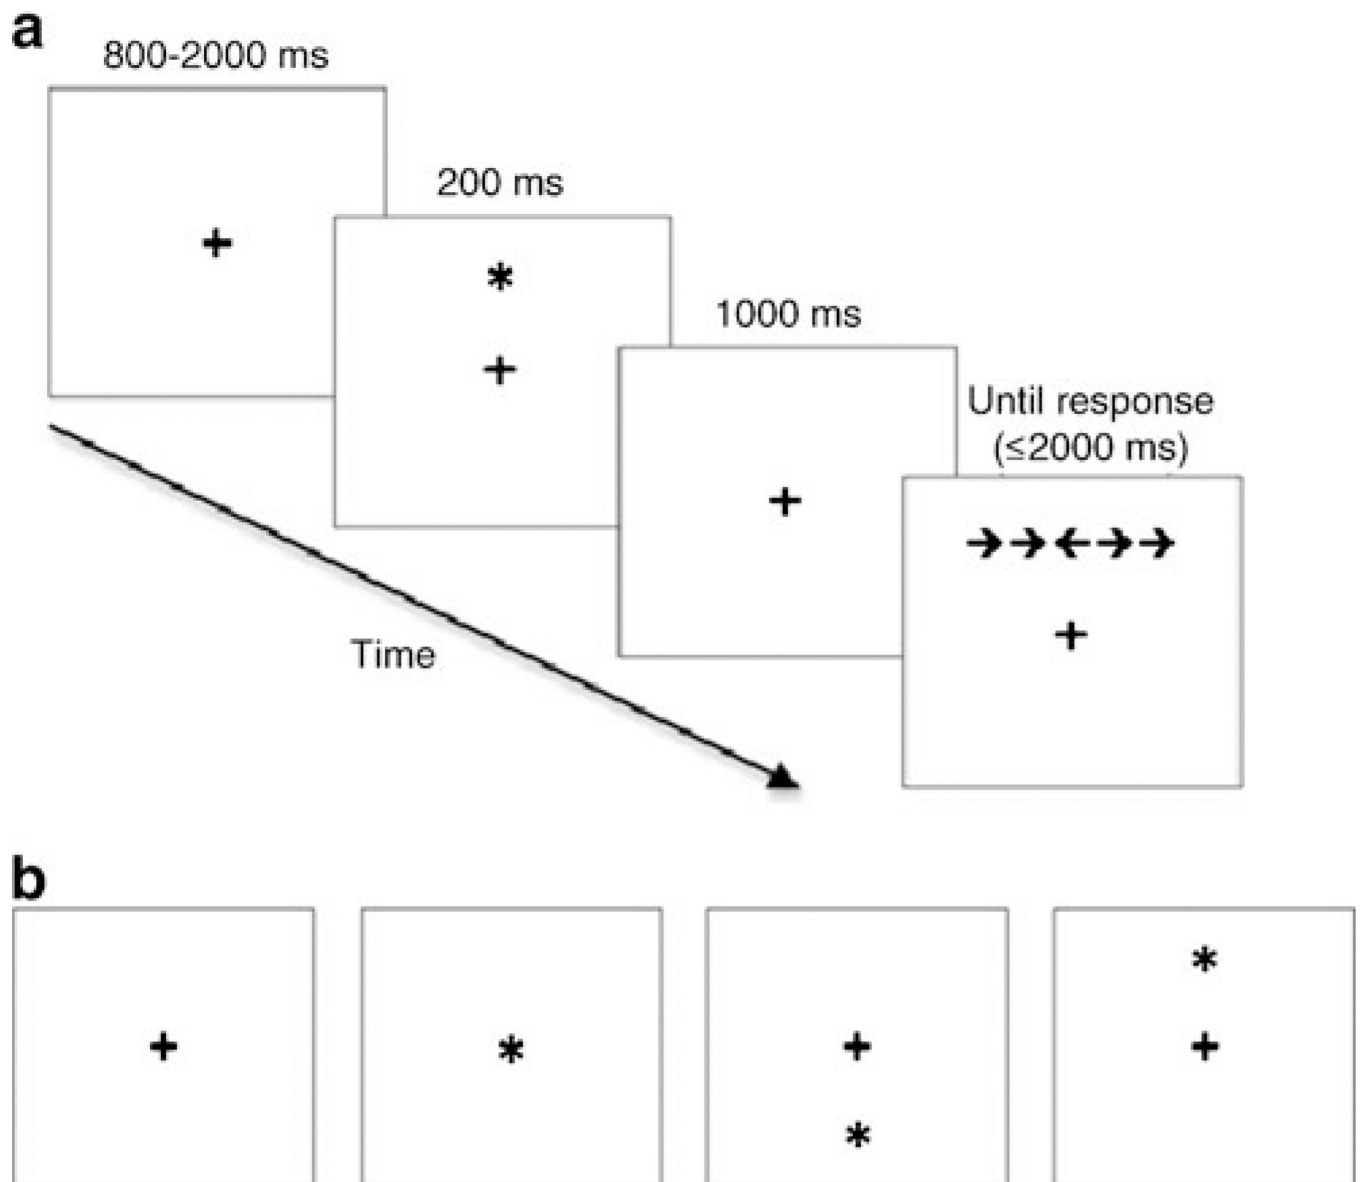 a
800-2000 ms
+
200 ms
*
+
1000 ms
+
Until response
(≤2000 ms)
→→←→→
+
Time
b
+
*
+
*
*
+